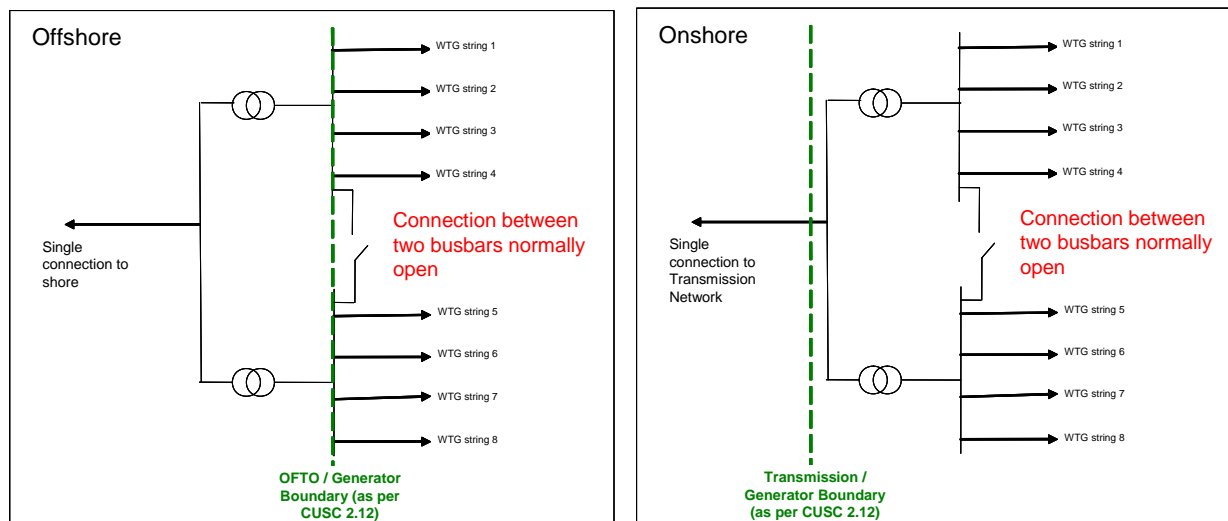 Offshore
WTG string 1
WTG string 2
WTG string 3
WTG string 4
Connection between
two busbars normally
open
Single
connection to
shore
WTG string 5
WTG string 6
WTG string 7
WTG string 8
OFTO / Generator
Boundary (as per
CUSC 2.12)
Onshore
WTG string 1
WTG string 2
WTG string 3
WTG string 4
Connection between
two busbars normally
open
Single
connection to
Transmission
Network
WTG string 5
WTG string 6
WTG string 7
WTG string 8
Transmission /
Generator Boundary
(as per CUSC 2.12)